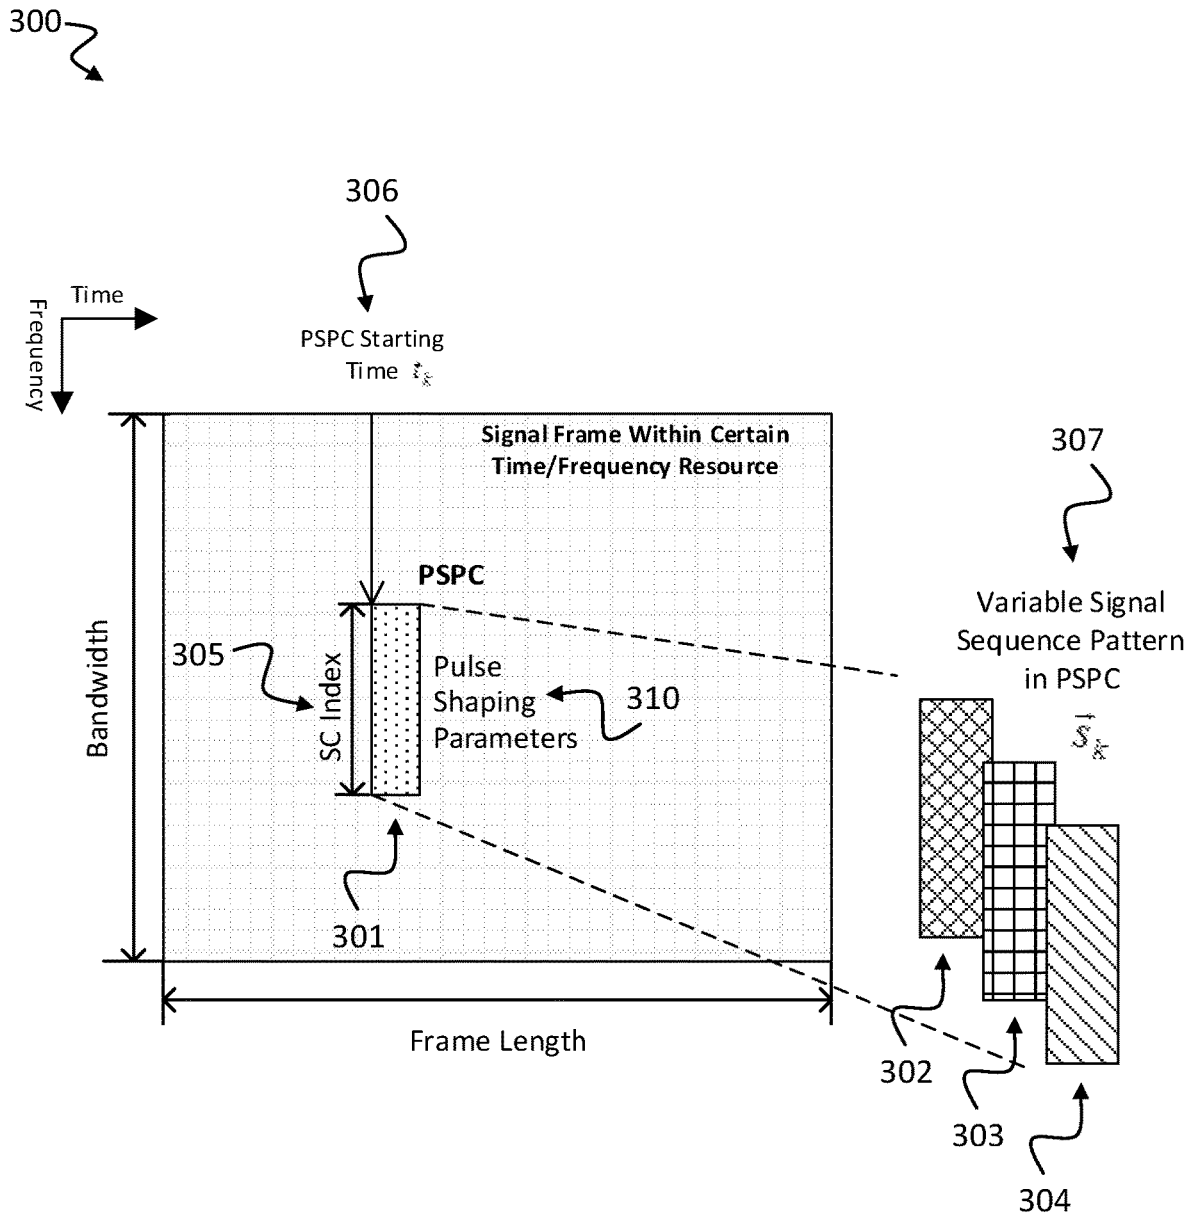 300
306
Time
Frequency
PSPC Starting
Time t⃗ₖ
Signal Frame Within Certain
Time/Frequency Resource
307
PSPC
Variable Signal
Sequence Pattern
in PSPC
s⃗ₖ
305
SC Index
Pulse
Shaping
Parameters
310
Bandwidth
301
Frame Length
302
303
304